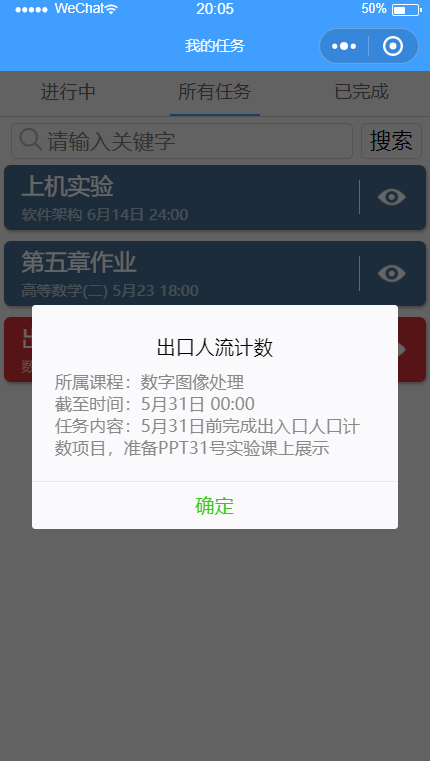 WeChat
20:05
50%
我的任务
进行中
所有任务
已完成
请输入关键字
搜索
上机实验
软件架构 6月14日 24:00
第五章作业
高等数学(二) 5月23 18:00
出口人流计数
所属课程：数字图像处理
截至时间：5月31日 00:00
任务内容：5月31日前完成出入口人口计
数项目，准备PPT31号实验课上展示
确定